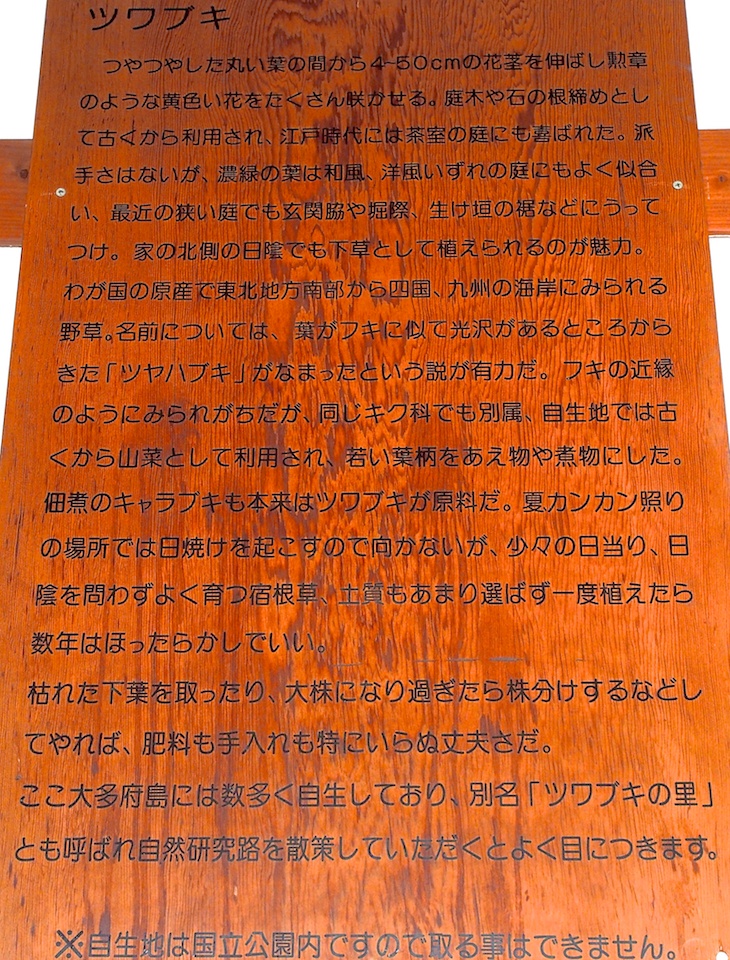 ツワブキ
つやつやした丸い葉の間から4~50cmの花茎を伸ばし勲章
のような黄色い花をたくさん咲かせる。庭木や石の根締めとし
て古くから利用され、江戸時代には茶室の庭にも喜ばれた。派
手さはないが、濃緑の葉は和風、洋風いずれの庭にもよく似合
い、最近の狭い庭でも玄関脇や堀際、生け垣の裾などにうって
つけ。家の北側の日陰でも下草として植えられるのが魅力。
わが国の原産で東北地方南部から四国、九州の海岸にみられる
野草。名前については、葉がフキに似て光沢があるところから
きた「ツヤハブキ」がなまったという説が有力だ。フキの近縁
のようにみられがちだが、同じキク科でも別属、自生地では古
くから山菜として利用され、若い葉柄をあえ物や煮物にした。
佃煮のキャラブキも本来はツワブキが原料だ。夏カンカン照り
の場所では日焼けを起こすので向かないが、少々の日当り、日
陰を問わずよく育つ宿根草、土質もあまり選ばず一度植えたら
数年はほったらかしでいい。
枯れた下葉を取ったり、大株になり過ぎたら株分けするなどし
てやれば、肥料も手入れも特にいらぬ丈夫さだ。
ここ大多府島には数多く自生しており、別名「ツワブキの里」
とも呼ばれ自然研究路を散策していただくとよく目につきます。
※自生地は国立公園内ですので取る事はできません。